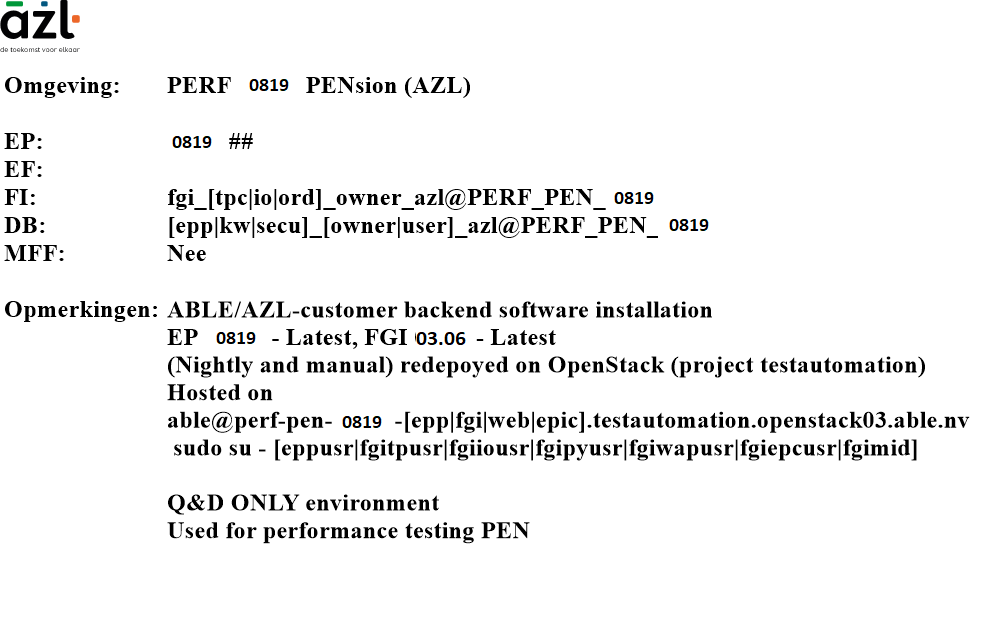 azl
de toekomst voor elkaar
Omgeving: PERF 0819 PENsion (AZL)
EP: 0819 ##
EF:
FI: fgi_[tpc|io|ord]_owner_azl@PERF_PEN_ 0819
DB: [epp|kw|secu]_[owner|user]_azl@PERF_PEN_ 0819
MFF: Nee
Opmerkingen: ABLE/AZL-customer backend software installation
EP 0819 - Latest, FGI 03.06 - Latest
(Nightly and manual) redepoyed on OpenStack (project testautomation)
Hosted on
able@perf-pen- 0819 -[epp|fgi|web|epic].testautomation.openstack03.able.nv
sudo su - [eppusr|fgitpusr|fgiiousr|fgipyusr|fgiwapusr|fgiepcusr|fgimid]
Q&D ONLY environment
Used for performance testing PEN